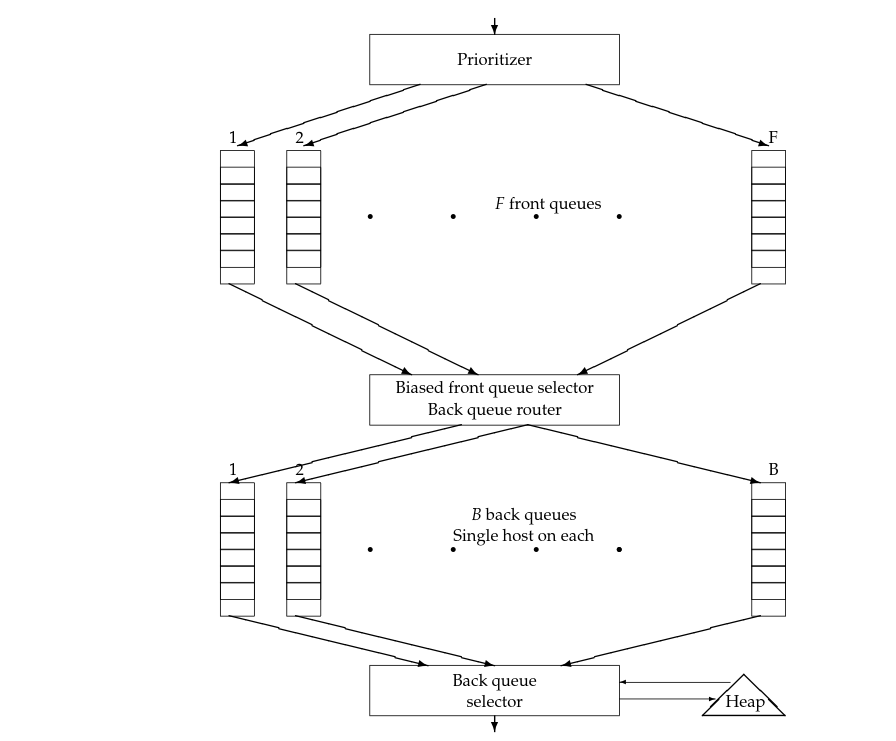 Prioritizer
1
2
F
F front queues
Biased front queue selector
Back queue router
1
2
B
B back queues
Single host on each
Back queue
selector
Heap